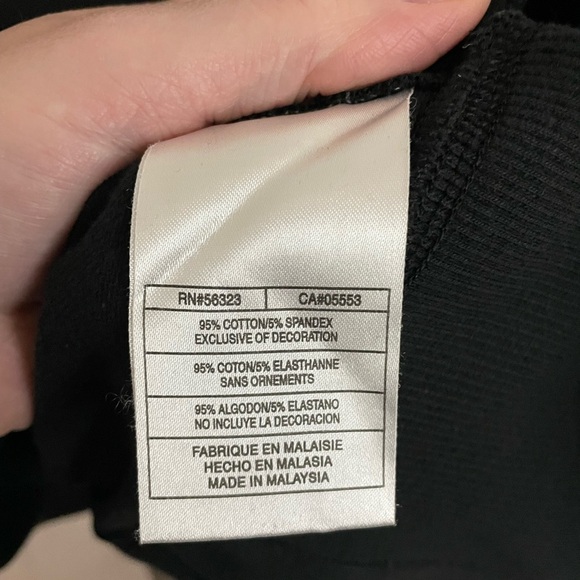 RN#56323 CA#05553
95% COTTON/5% SPANDEX
EXCLUSIVE OF DECORATION
95% COTON/5% ELASTHANNE
SANS ORNEMENTS
95% ALGODON/5% ELASTANO
NO INCLUYE LA DECORACION
FABRIQUE EN MALAISIE
HECHO EN MALASIA
MADE IN MALAYSIA